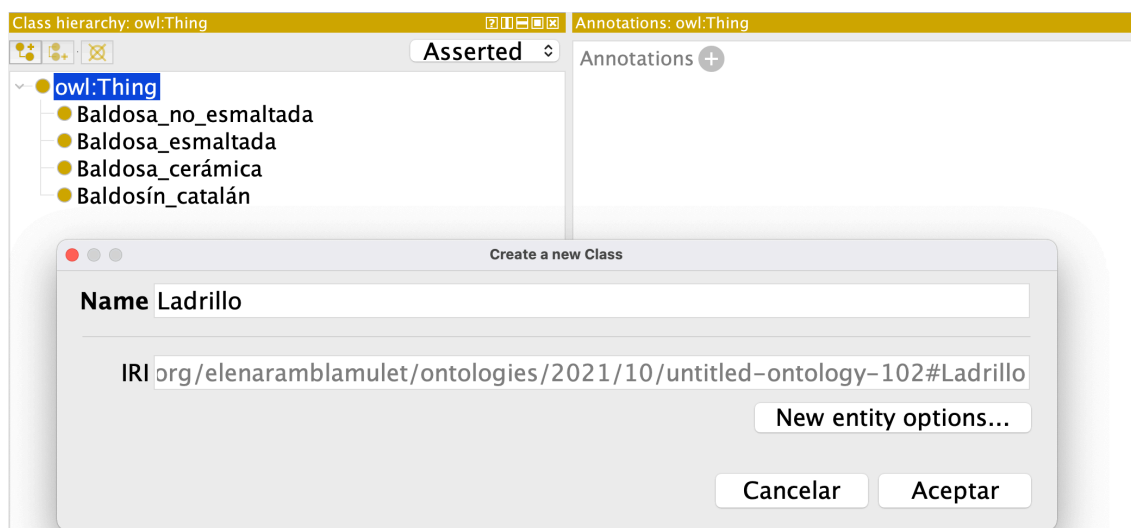 Class hierarchy: owl:Thing
Annotations: owl:Thing
Asserted
Annotations
owl:Thing
Baldosa_no_esmaltada
Baldosa_esmaltada
Baldosa_cerámica
Baldosín_catalán
Create a new Class
Name Ladrillo
IRI org/elenaramblamulet/ontologies/2021/10/untitled-ontology-102#Ladrillo
New entity options...
Cancelar Aceptar